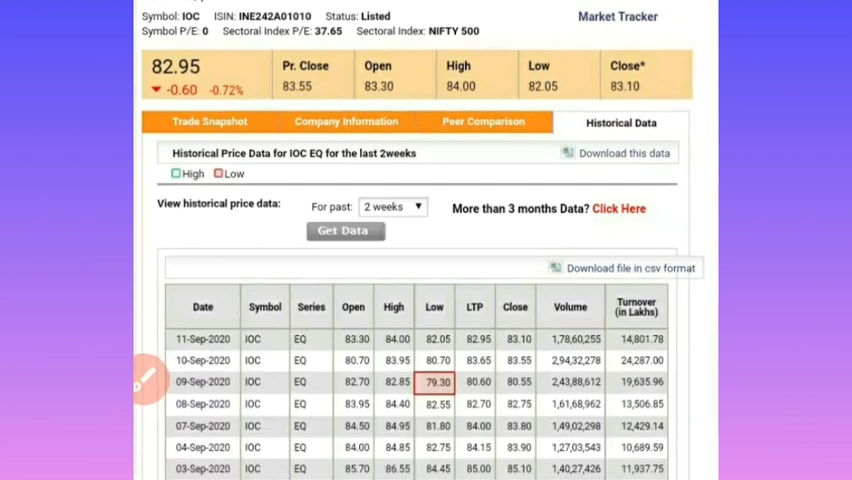 Symbol: IOC ISIN: INE242A01010 Status: Listed
Market Tracker
Symbol P/E: 0 Sectoral Index P/E: 37.65 Sectoral Index: NIFTY 500
82.95 Pr. Close Open High Low Close*
-0.60 -0.72% 83.55 83.30 84.00 82.05 83.10
Trade Snapshot Company Information Peer Comparison Historical Data
Historical Price Data for IOC EQ for the last 2weeks Download this data
High Low
View historical price data: For past: 2 weeks More than 3 months Data? Click Here
Get Data
Download file in csv format
Date Symbol Series Open High Low LTP Close Volume Turnover (in Lakhs)
11-Sep-2020 IOC EQ 83.30 84.00 82.05 82.95 83.10 1,78,60,255 14,801.78
10-Sep-2020 IOC EQ 80.70 83.95 80.70 83.65 83.55 2,94,32,278 24,287.00
09-Sep-2020 IOC EQ 82.70 82.85 79.30 80.60 80.55 2,43,88,612 19,635.96
08-Sep-2020 IOC EQ 83.95 84.40 82.55 82.70 82.75 1,61,68,962 13,506.85
07-Sep-2020 IOC EQ 84.50 84.95 81.80 84.00 83.80 1,49,02,298 12,429.14
04-Sep-2020 IOC EQ 84.00 84.85 82.75 84.15 83.90 1,27,03,543 10,689.59
03-Sep-2020 IOC EQ 85.70 86.55 84.45 85.00 85.10 1,40,27,426 11,937.75